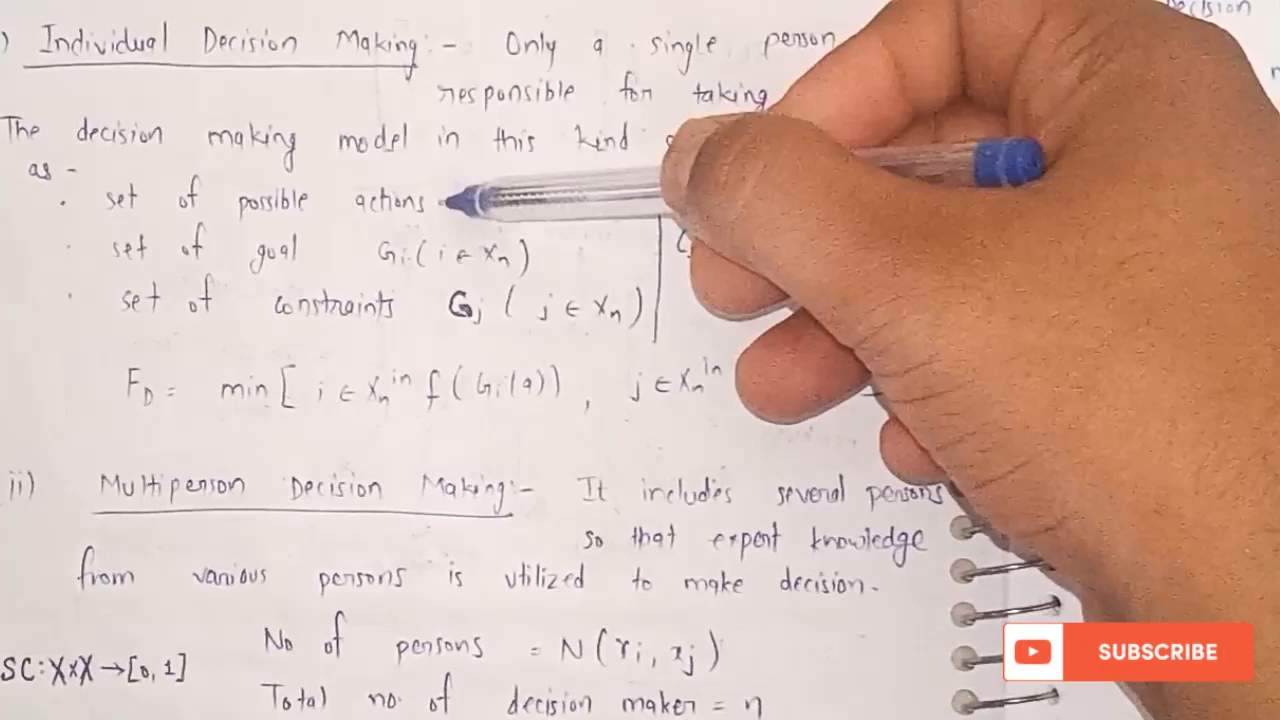 ) Individual Decision Making :- Only a single person
responsible for taking
The decision making model in this kind
as -
. set of possible actions
. set of goal Gi ( i ∈ Xn )
. set of constraints Gj ( j ∈ Xn )
FD = min [ i ∈ Xn^in f ( Gi (a) ) , j ∈ Xn^in
ii) Multiperson Decision Making :- It includes several persons
so that expert knowledge
from various persons is utilized to make decision.
No of persons = N ( xi, xj )
SC : X×X → [0, 1]
Total no. of decision maker = n
SUBSCRIBE